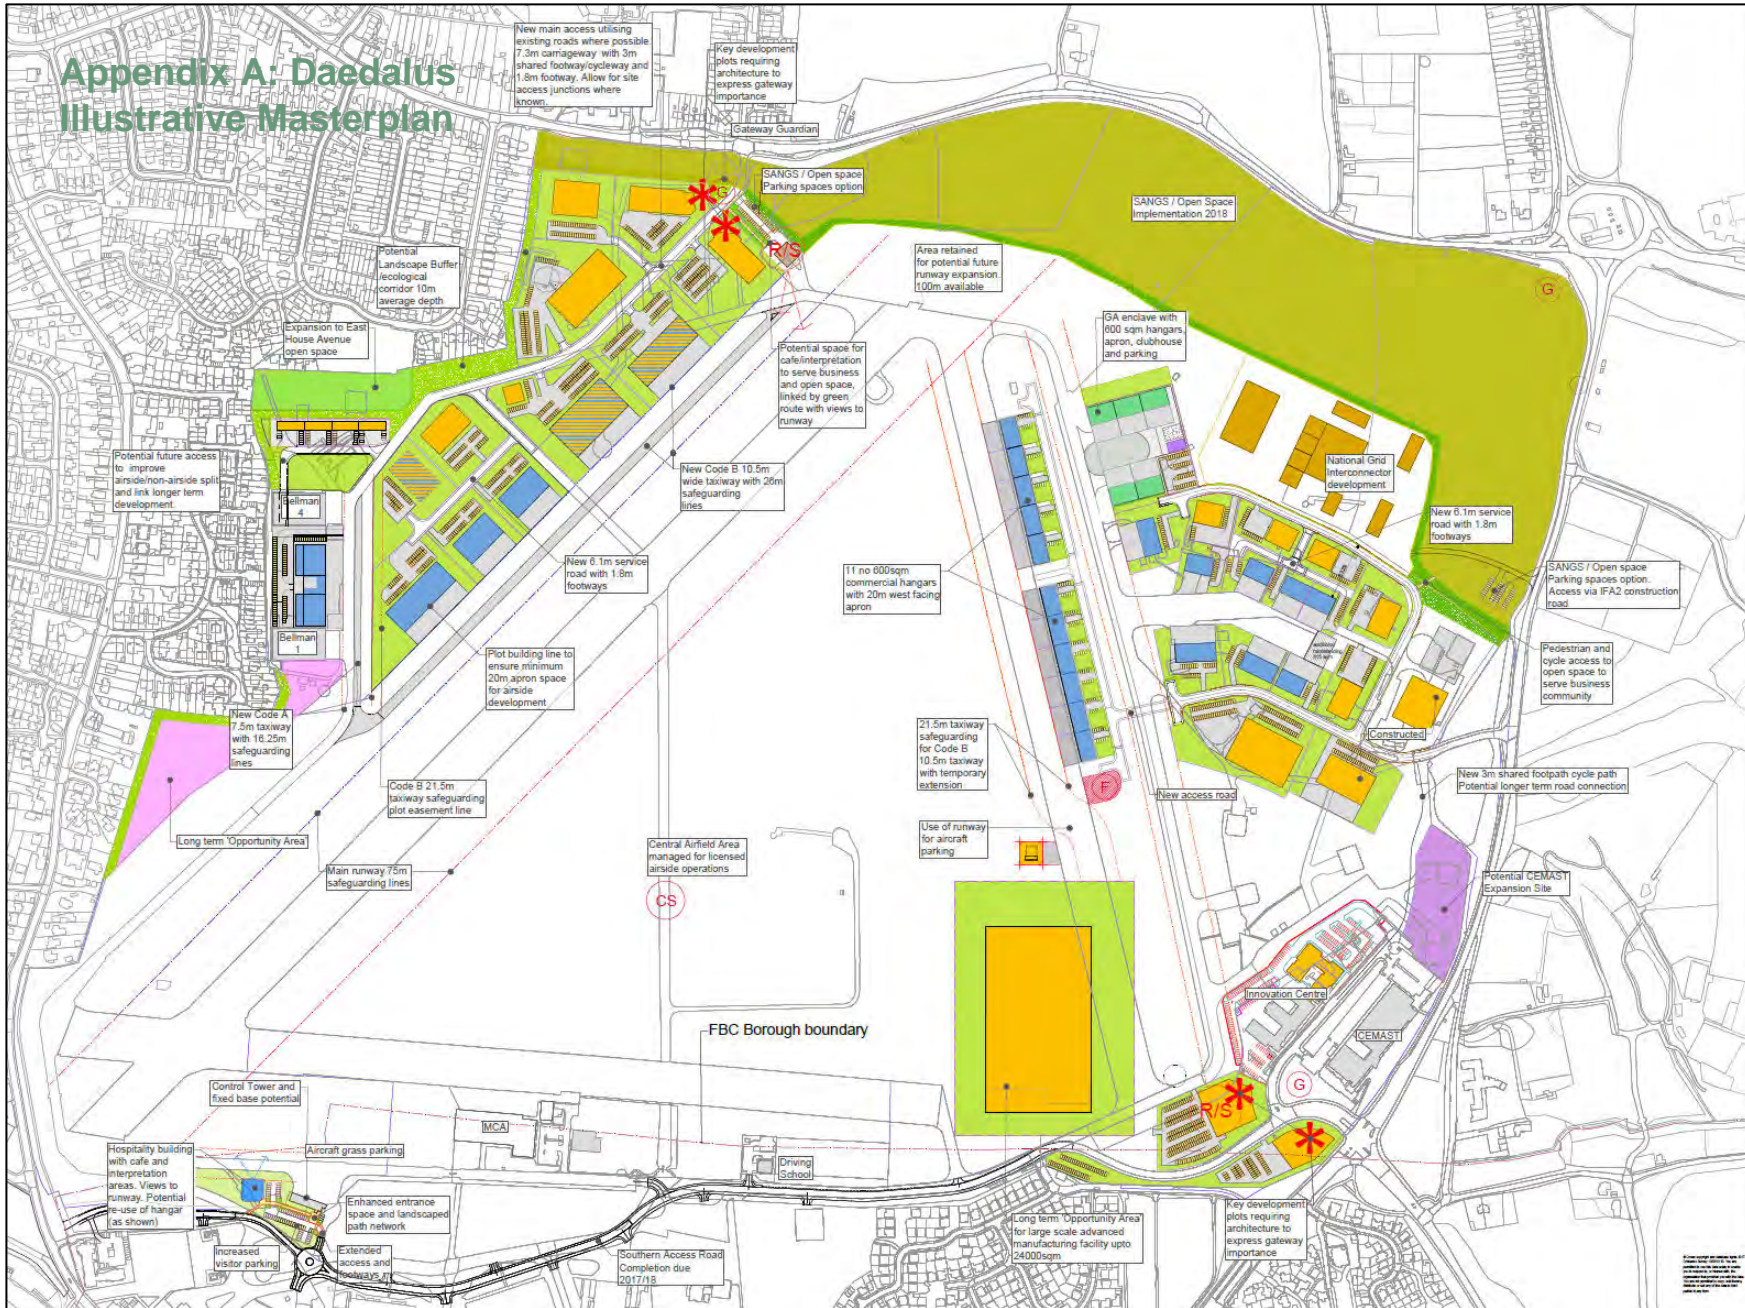 Appendix A: Daedalus
Illustrative Masterplan
New main access utilising
existing roads where possible
7.3m carriageway with 3m
shared footway/cycleway and
1.8m footway. Allow for site
access junctions where
known.
Key development
plots requiring
architecture to
express gateway
importance
Gateway Guardian
G
SANGS / Open space
Parking spaces option
R/S
SANGS / Open Space
Implementation 2018
G
Potential
Landscape Buffer
/ecological
corridor 10m
average depth
Area retained
for potential future
runway expansion.
100m available
Expansion to East
House Avenue
open space
GA enclave with
600 sqm hangars,
apron, clubhouse
and parking
Potential space for
cafe/interpretation
to serve business
and open space,
linked by green
route with views to
runway
Potential future access
to improve
airside/non-airside split
and link longer term
development.
New Code B 10.5m
wide taxiway with 26m
safeguarding
lines
National Grid
Interconnector
development
Bellman
4
New 6.1m service
road with 1.8m
footways
New 6.1m service
road with 1.8m
footways
11 no 600sqm
commercial hangars
with 20m west facing
apron
SANGS / Open space
Parking spaces option.
Access via IFA2 construction
road
Bellman
1
Plot building line to
ensure minimum
20m apron space
for airside
development
Pedestrian and
cycle access to
open space to
serve business
community
New Code A
7.5m taxiway
with 16.25m
safeguarding
lines
21.5m taxiway
safeguarding
for Code B
10.5m taxiway
with temporary
extension
Constructed
New 3m shared footpath cycle path
Potential longer term road connection
F
New access road
Code B 21.5m
taxiway safeguarding
plot easement line
Long term 'Opportunity Area'
Use of runway
for aircraft
parking
Central Airfield Area
managed for licensed
airside operations
Main runway 75m
safeguarding lines
CS
Potential CEMAST
Expansion Site
Innovation Centre
CEMAST
FBC Borough boundary
G
R/S
Control Tower and
fixed base potential
MCA
Aircraft grass parking
Driving
School
Hospitality building
with cafe and
interpretation
areas. Views to
runway. Potential
re-use of hangar
(as shown)
Enhanced entrance
space and landscaped
path network
Increased
visitor parking
Extended
access and
footways
Southern Access Road
Completion due
2017/18
Long term 'Opportunity Area'
for large scale advanced
manufacturing facility upto
24000sqm
Key development
plots requiring
architecture to
express gateway
importance